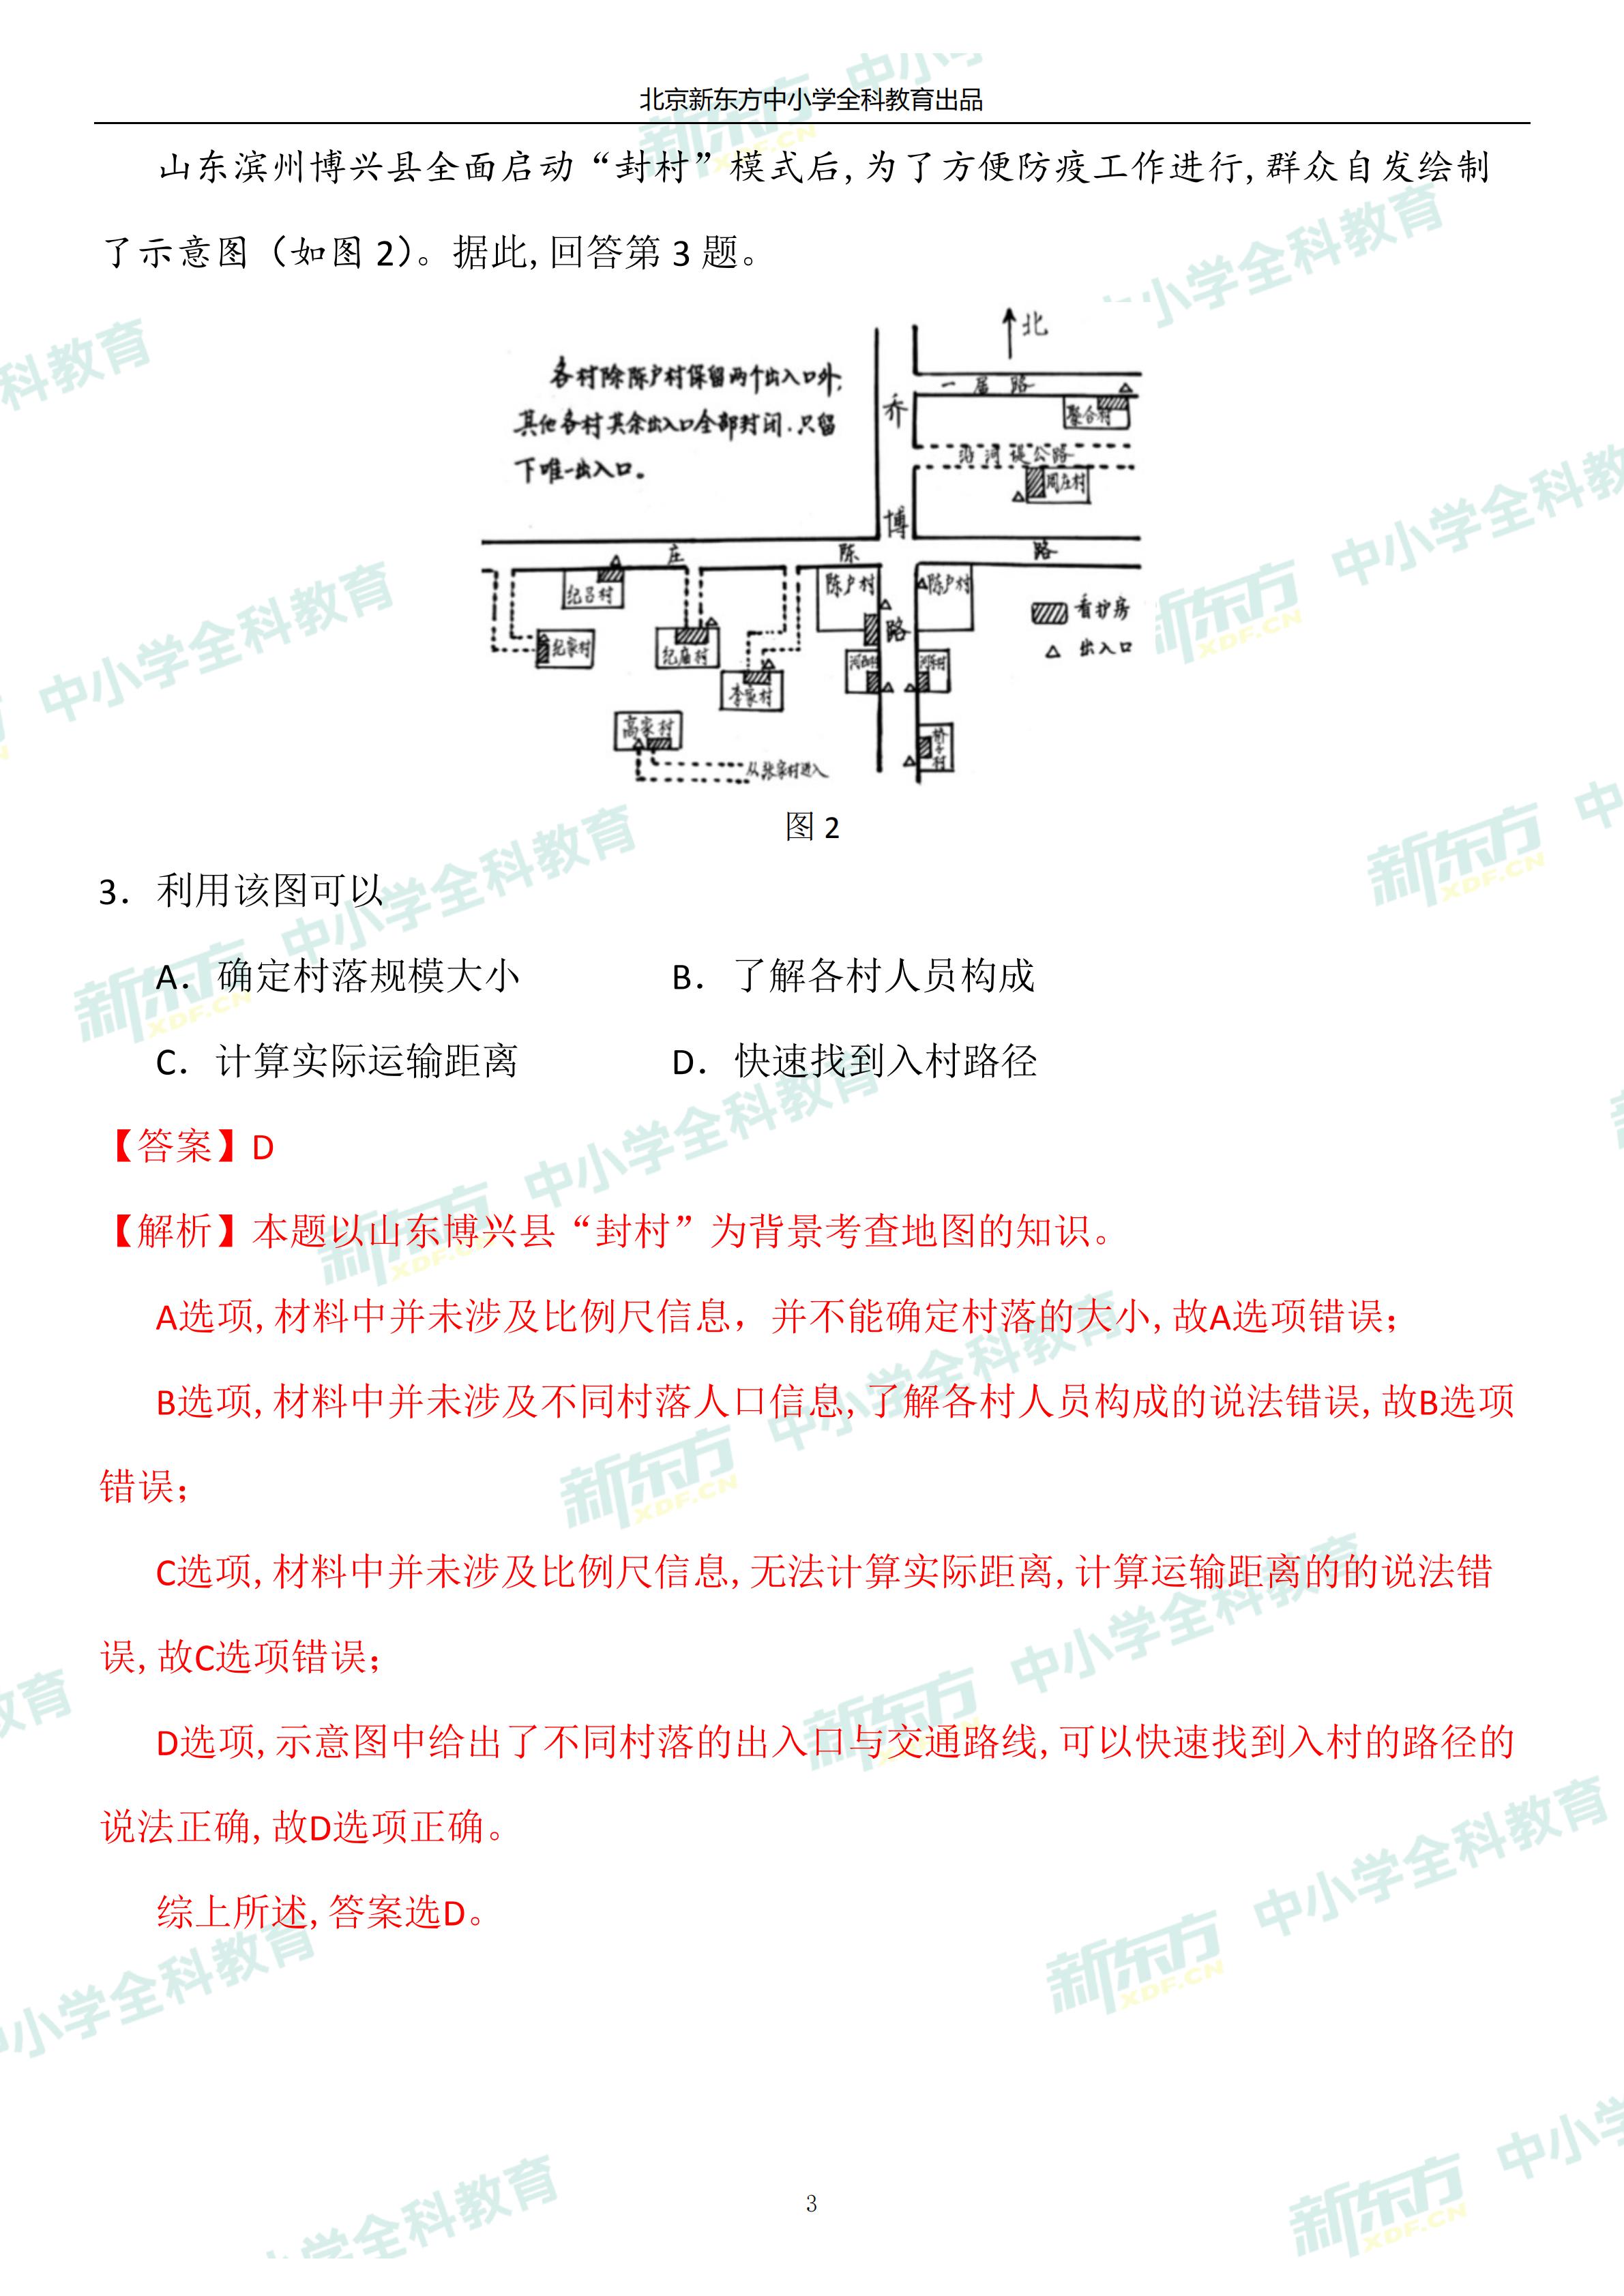 北京新东方中小学全科教育出品
山东滨州博兴县全面启动“封村”模式后,为了方便防疫工作进行,群众自发绘制
了示意图（如图 2）。据此,回答第 3 题。
北
各村除陈户村保留两个出入口外,
其他各村其余出入口全部封闭.只留
下唯一出入口。
乔
博
路
一届路
聚合村
沿河堤公路
周庄村
庄 陈 路
纪吕村
陈户村
陈户村
看护房
出入口
纪家村
纪庙村
李家村
河西村
河东村
高家村
从张家村进入
图 2
3．利用该图可以
A．确定村落规模大小 B．了解各村人员构成
C．计算实际运输距离 D．快速找到入村路径
【答案】D
【解析】本题以山东博兴县“封村”为背景考查地图的知识。
A选项,材料中并未涉及比例尺信息，并不能确定村落的大小,故A选项错误；
B选项,材料中并未涉及不同村落人口信息,了解各村人员构成的说法错误,故B选项
错误；
C选项,材料中并未涉及比例尺信息,无法计算实际距离,计算运输距离的的说法错
误,故C选项错误；
D选项,示意图中给出了不同村落的出入口与交通路线,可以快速找到入村的路径的
说法正确,故D选项正确。
综上所述,答案选D。
3
新东方 XDF.CN 中小学全科教育